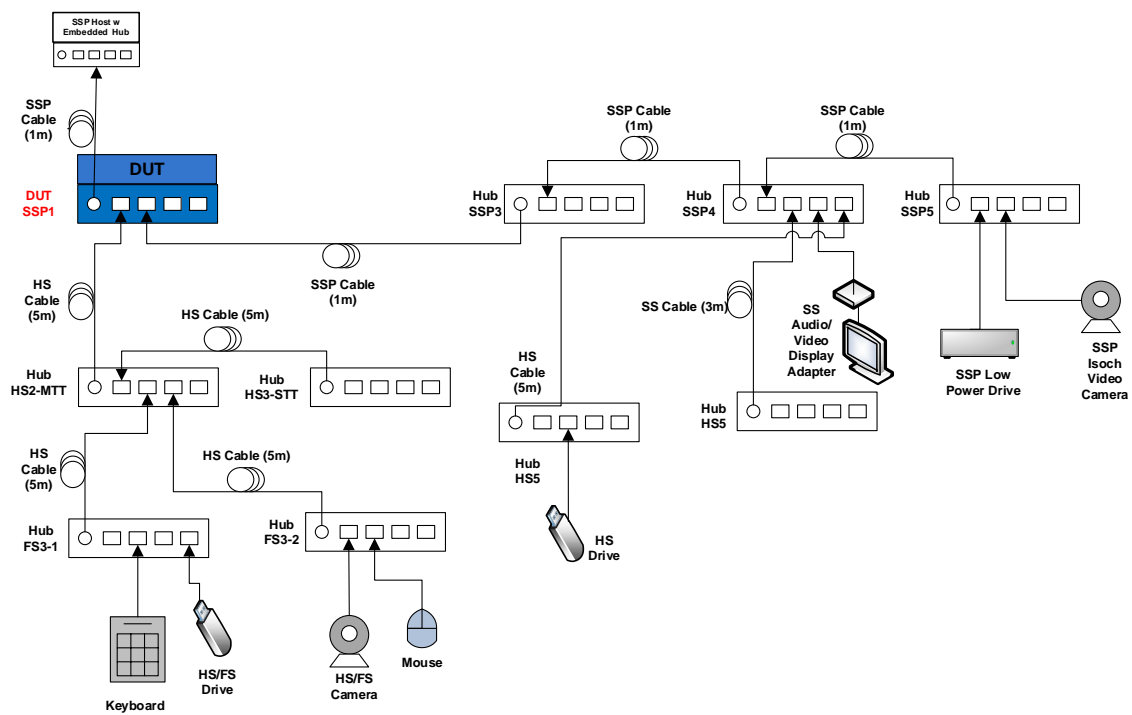 SSP Host w
Embedded Hub
SSP
Cable
(1m)
SSP Cable
(1m)
SSP Cable
(1m)
DUT
DUT
SSP1
Hub
SSP3
Hub
SSP4
Hub
SSP5
SSP Cable
(1m)
HS
Cable
(5m)
HS Cable (5m)
SS Cable (3m)
SS
Audio/
Video
Display
Adapter
Hub
HS2-MTT
Hub
HS3-STT
HS
Cable
(5m)
SSP Low
Power Drive
SSP
Isoch
Video
Camera
Hub
HS5
Hub
HS5
HS
Cable
(5m)
HS Cable (5m)
Hub
FS3-1
Hub
FS3-2
HS
Drive
Keyboard
HS/FS
Drive
HS/FS
Camera
Mouse